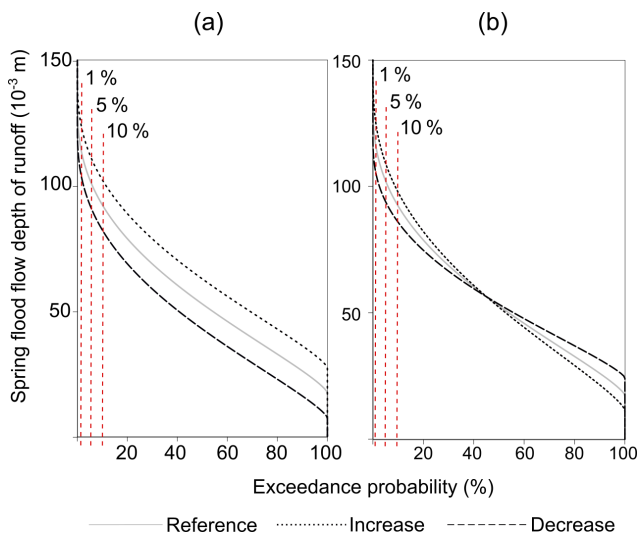 (a)
(b)
Spring flood flow depth of runoff (10⁻³ m)
150
100
50
1 %
5 %
10 %
20 40 60 80 100
150
100
50
1 %
5 %
10 %
20 40 60 80 100
Exceedance probability (%)
Reference Increase Decrease